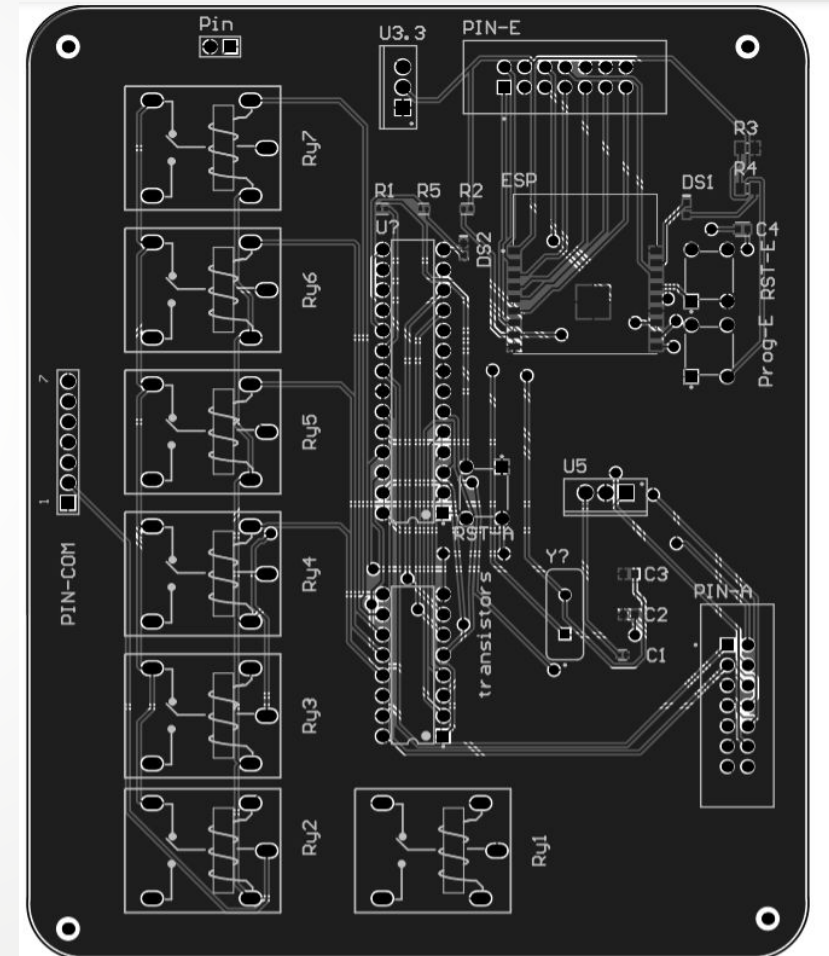 Pin
U3.3
PIN-E
R3
R4
Ry7
R1
R5
R2
ESP
DS1
U?
DS2
C4
RST-E
Prog-E
Ry6
7
1
PIN-COM
Ry5
U5
RST-A
Y?
C3
C2
C1
PIN-A
transistors
Ry4
Ry3
Ry2
Ry1